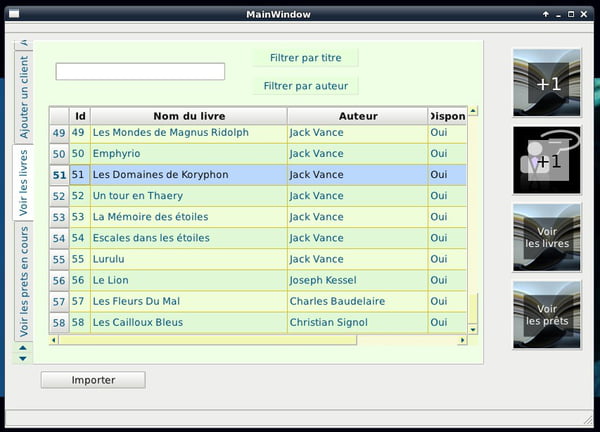 MainWindow
Ajouter un client
Voir les livres
Voir les prets en cours
Filtrer par titre
Filtrer par auteur
Id Nom du livre Auteur Dispon
49 49 Les Mondes de Magnus Ridolph Jack Vance Oui
50 50 Emphyrio Jack Vance Oui
51 51 Les Domaines de Koryphon Jack Vance Oui
52 52 Un tour en Thaery Jack Vance Oui
53 53 La Mémoire des étoiles Jack Vance Oui
54 54 Escales dans les étoiles Jack Vance Oui
55 55 Lurulu Jack Vance Oui
56 56 Le Lion Joseph Kessel Oui
57 57 Les Fleurs Du Mal Charles Baudelaire Oui
58 58 Les Cailloux Bleus Christian Signol Oui
Importer
+1
+1
Voir
les livres
Voir
les prêts